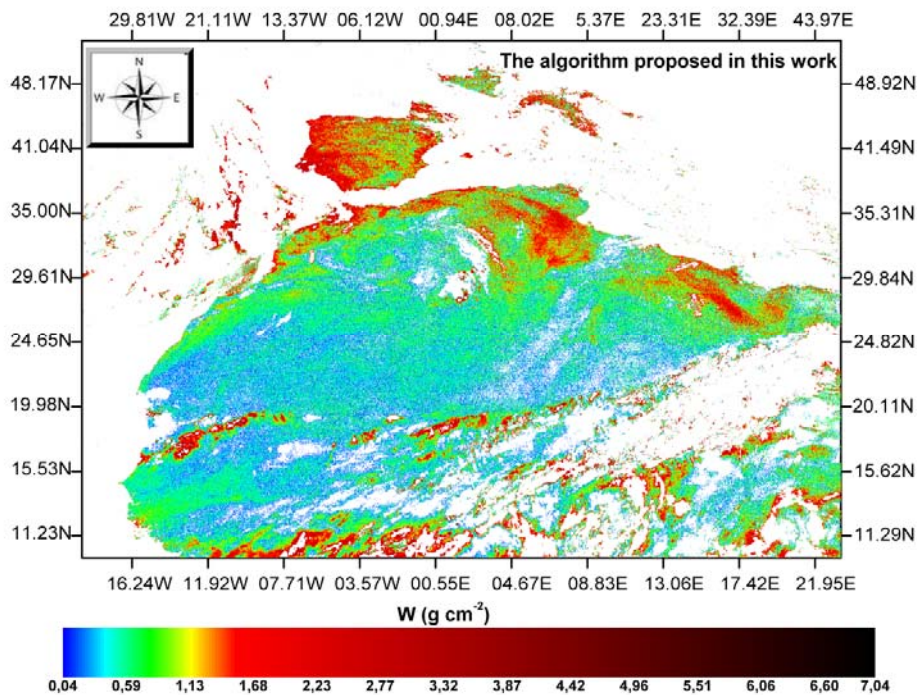 29.81W 21.11W 13.37W 06.12W 00.94E 08.02E 5.37E 23.31E 32.39E 43.97E
The algorithm proposed in this work
N
W E
S
48.17N 48.92N
41.04N 41.49N
35.00N 35.31N
29.61N 29.84N
24.65N 24.82N
19.98N 20.11N
15.53N 15.62N
11.23N 11.29N
16.24W 11.92W 07.71W 03.57W 00.55E 04.67E 08.83E 13.06E 17.42E 21.95E
W (g cm-2)
0,04 0,59 1,13 1,68 2,23 2,77 3,32 3,87 4,42 4,96 5,51 6,06 6,60 7,04